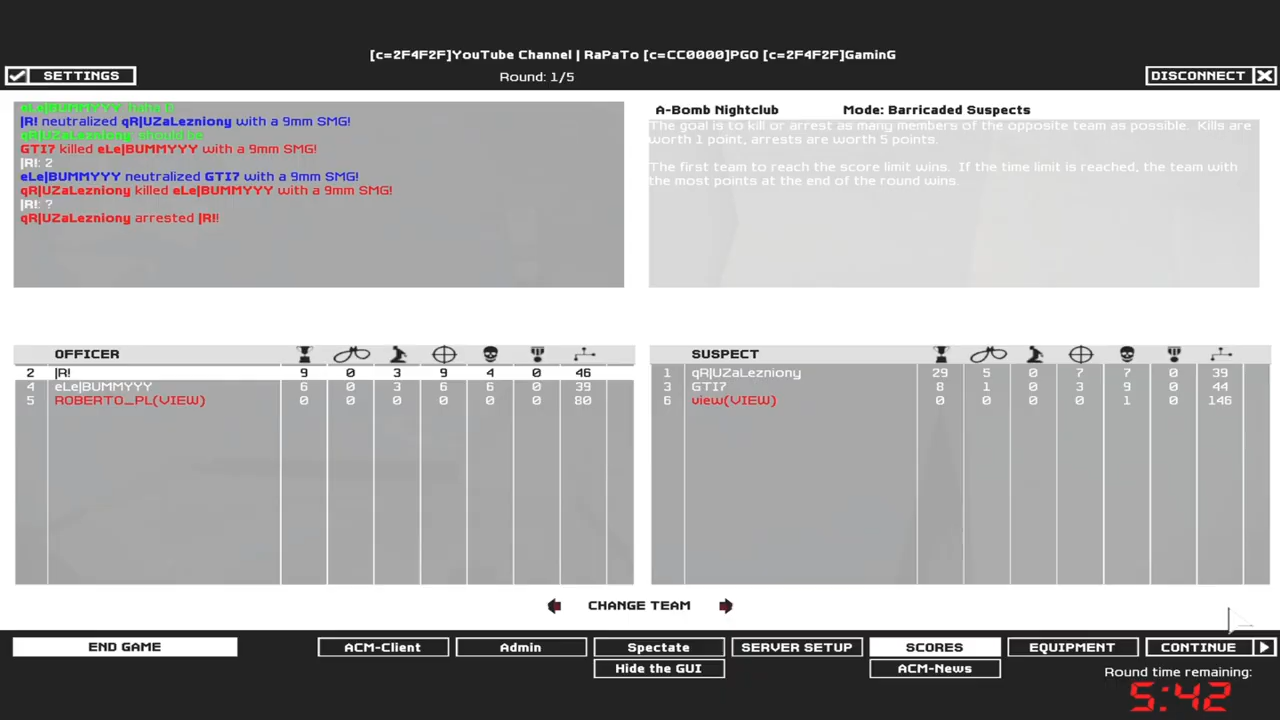 [c=2F4F2F]YouTube Channel | RaPaTo [c=CC0000]PGO [c=2F4F2F]GaminG
SETTINGS
Round: 1/5
DISCONNECT
eLe|BUMMYYY
|R! neutralized qR|UZaLezniony with a 9mm SMG!
qR|UZaLezniony
GTI7 killed eLe|BUMMYYY with a 9mm SMG!
|R!: 2
eLe|BUMMYYY neutralized GTI7 with a 9mm SMG!
qR|UZaLezniony killed eLe|BUMMYYY with a 9mm SMG!
|R!: ?
qR|UZaLezniony arrested |R!!
A-Bomb Nightclub Mode: Barricaded Suspects
The goal is to kill or arrest as many members of the opposite team as possible. Kills are
worth 1 point, arrests are worth 5 points.
The first team to reach the score limit wins. If the time limit is reached, the team with
the most points at the end of the round wins.
OFFICER
2 |R! 9 0 3 9 4 0 46
4 eLe|BUMMYYY 6 0 3 6 6 0 39
5 ROBERTO_PL(VIEW) 0 0 0 0 0 0 80
SUSPECT
1 qR|UZaLezniony 29 5 0 7 7 0 39
3 GTI7 8 1 0 3 9 0 44
6 view(VIEW) 0 0 0 0 1 0 146
CHANGE TEAM
END GAME
ACM-Client
Admin
Spectate
SERVER SETUP
SCORES
EQUIPMENT
CONTINUE
Hide the GUI
ACM-News
Round time remaining:
5:42